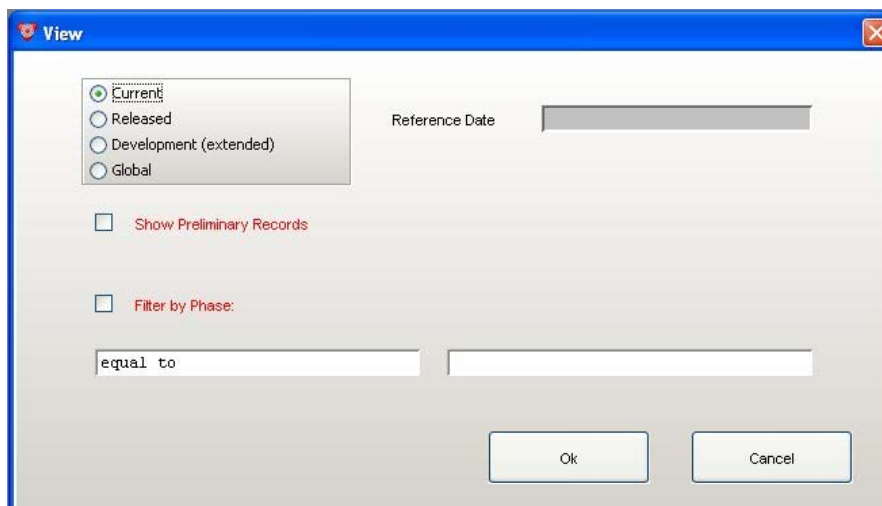 View
Current
Released
Development (extended)
Global
Reference Date
Show Preliminary Records
Filter by Phase:
equal to
Ok
Cancel